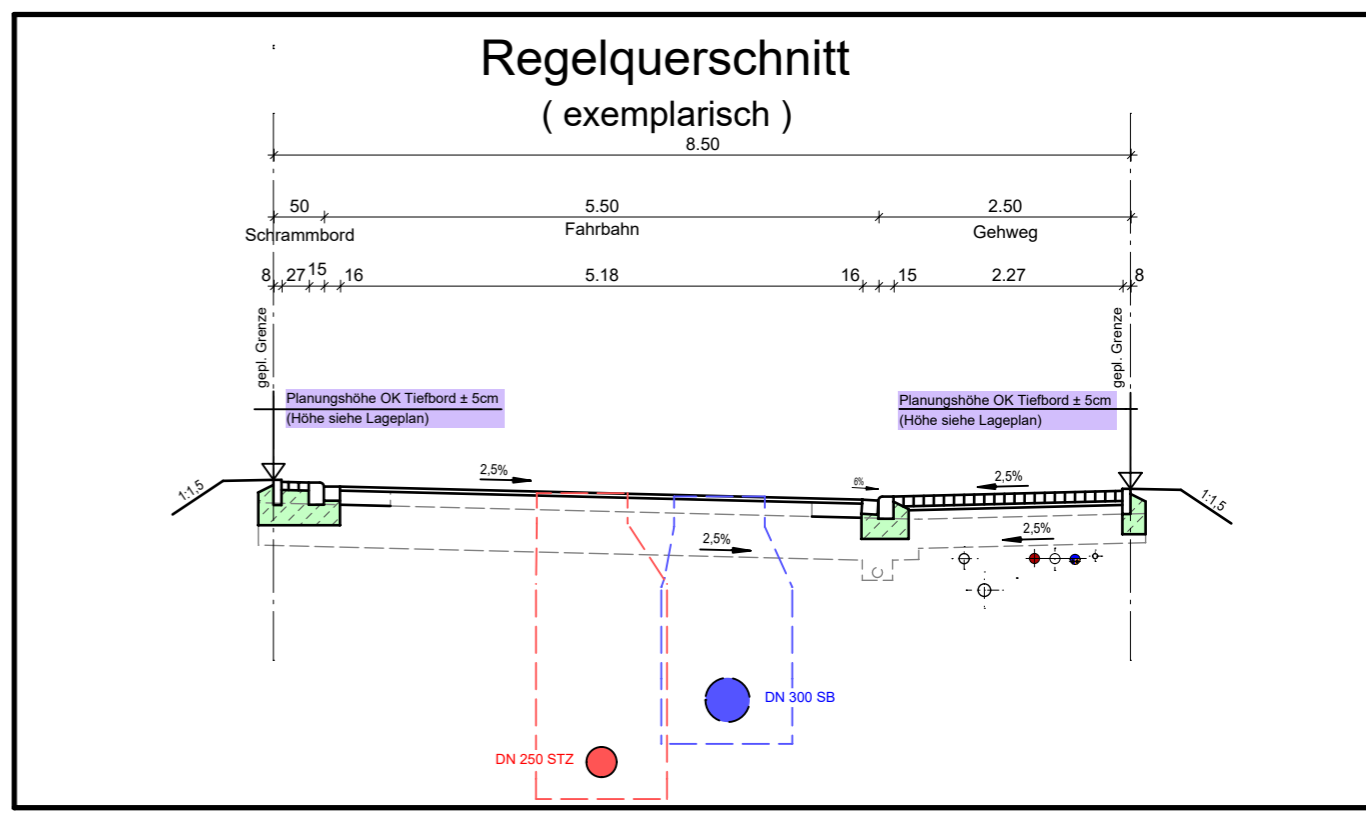 Regelquerschnitt
( exemplarisch )
8.50
50 5.50 2.50
Schrammbord Fahrbahn Gehweg
8 27 15 16 5.18 16 15 2.27 8
gepl. Grenze gepl. Grenze
Planungshöhe OK Tiefbord ± 5cm
(Höhe siehe Lageplan)
Planungshöhe OK Tiefbord ± 5cm
(Höhe siehe Lageplan)
1:1,5 2,5% 6% 2,5% 1:1,5
2,5% 2,5%
DN 300 SB
DN 250 STZ